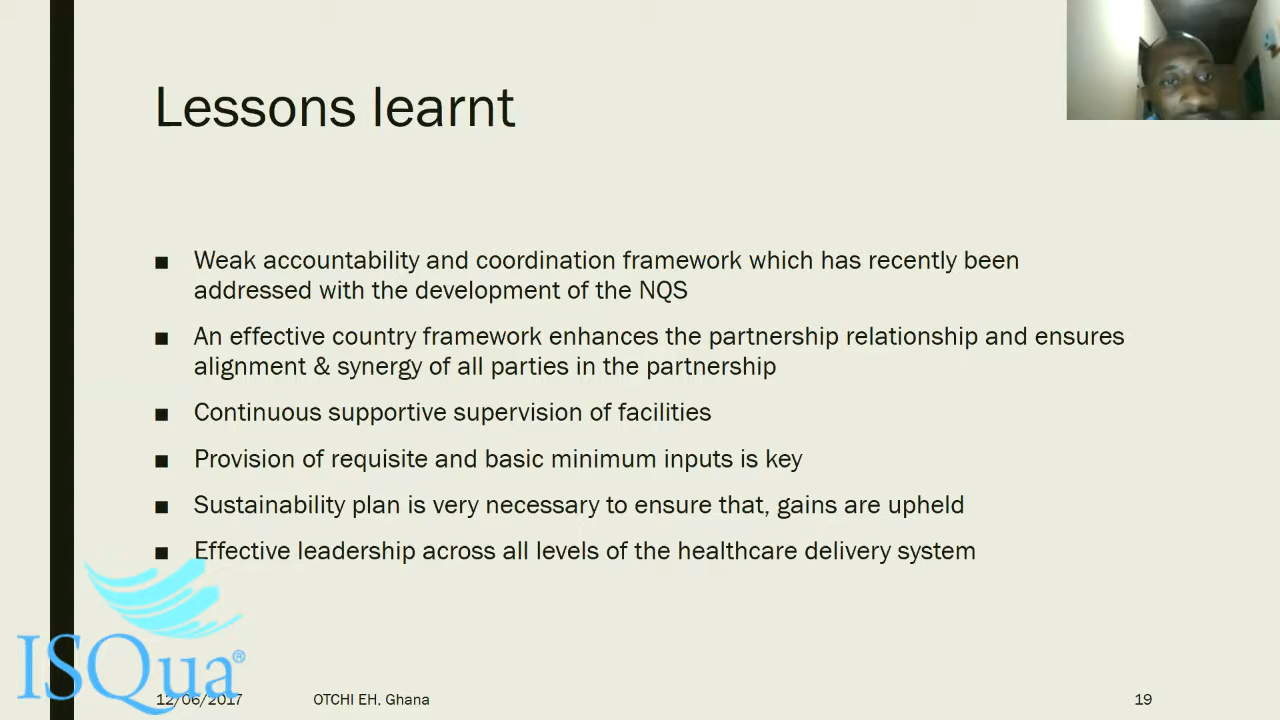 Lessons learnt
■ Weak accountability and coordination framework which has recently been
addressed with the development of the NQS
■ An effective country framework enhances the partnership relationship and ensures
alignment & synergy of all parties in the partnership
■ Continuous supportive supervision of facilities
■ Provision of requisite and basic minimum inputs is key
■ Sustainability plan is very necessary to ensure that, gains are upheld
■ Effective leadership across all levels of the healthcare delivery system
ISQua®
12/06/2017 OTCHI EH, Ghana 19